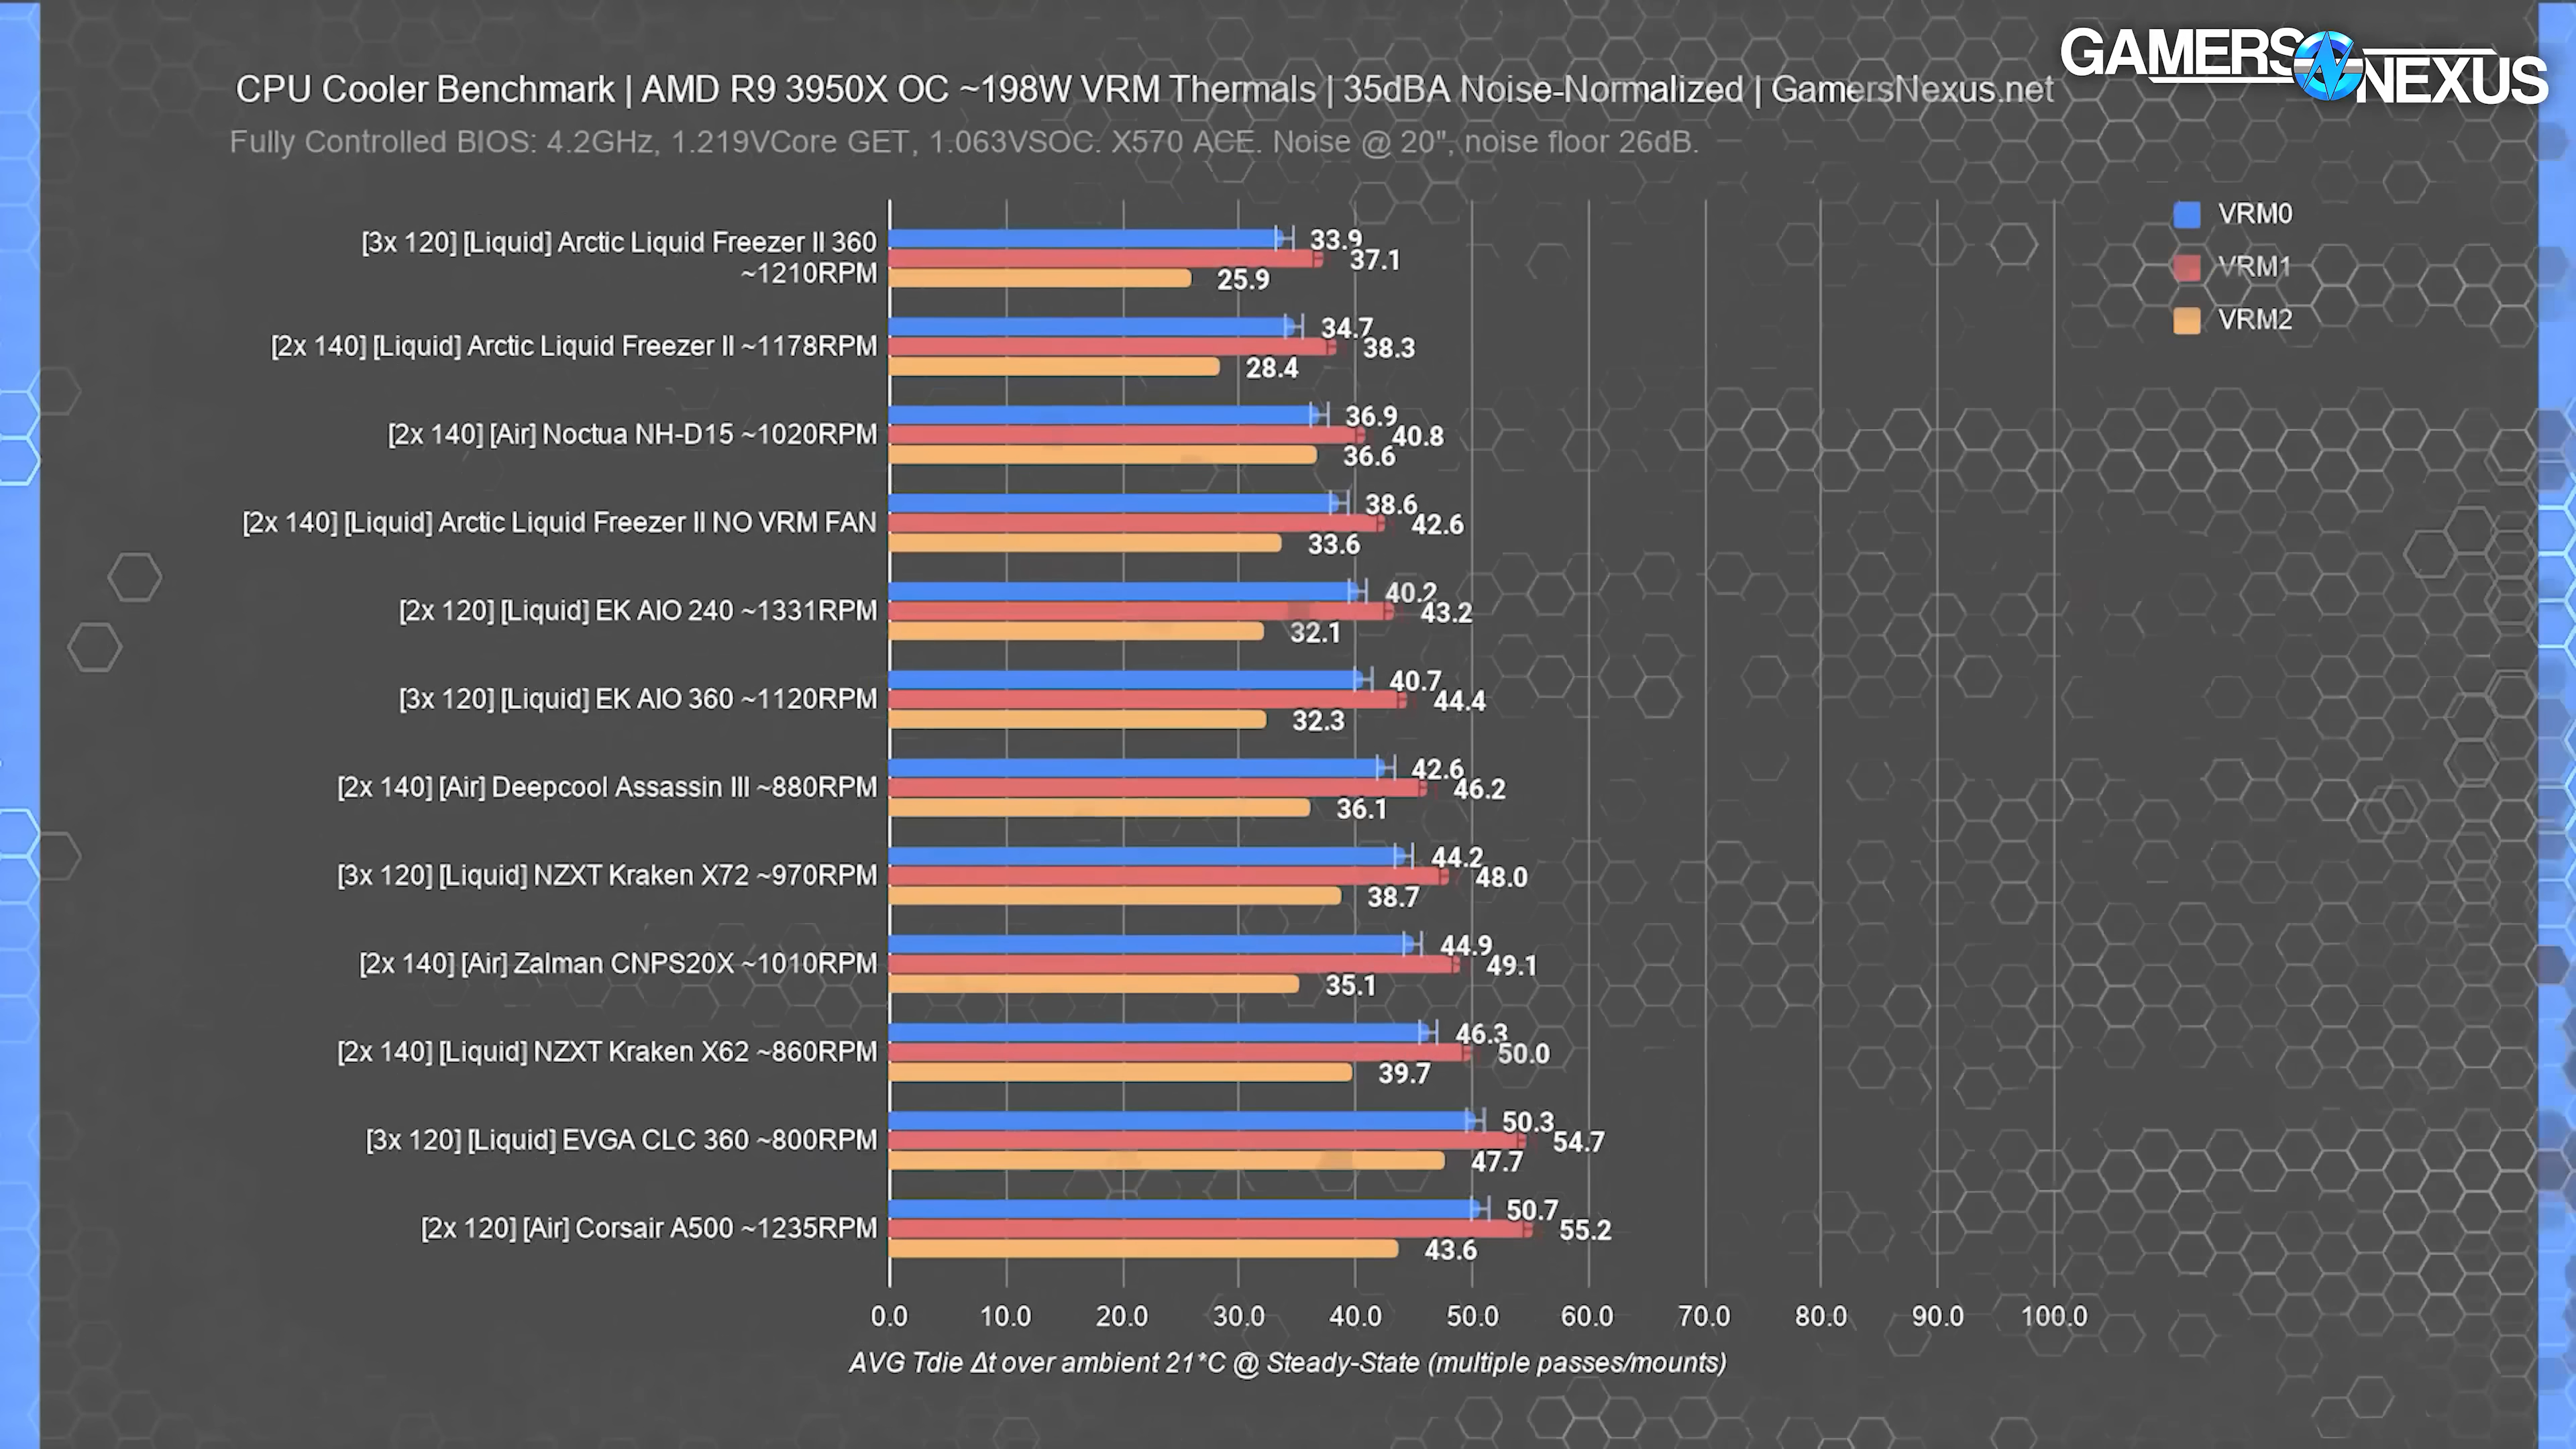 GAMERS NEXUS
CPU Cooler Benchmark | AMD R9 3950X OC ~198W VRM Thermals | 35dBA Noise-Normalized | GamersNexus.net
Fully Controlled BIOS: 4.2GHz, 1.219VCore GET, 1.063VSOC. X570 ACE. Noise @ 20", noise floor 26dB.
VRM0
VRM1
VRM2
[3x 120] [Liquid] Arctic Liquid Freezer II 360
~1210RPM
33.9
37.1
25.9
[2x 140] [Liquid] Arctic Liquid Freezer II ~1178RPM
34.7
38.3
28.4
[2x 140] [Air] Noctua NH-D15 ~1020RPM
36.9
40.8
36.6
[2x 140] [Liquid] Arctic Liquid Freezer II NO VRM FAN
38.6
42.6
33.6
[2x 120] [Liquid] EK AIO 240 ~1331RPM
40.2
43.2
32.1
[3x 120] [Liquid] EK AIO 360 ~1120RPM
40.7
44.4
32.3
[2x 140] [Air] Deepcool Assassin III ~880RPM
42.6
46.2
36.1
[3x 120] [Liquid] NZXT Kraken X72 ~970RPM
44.2
48.0
38.7
[2x 140] [Air] Zalman CNPS20X ~1010RPM
44.9
49.1
35.1
[2x 140] [Liquid] NZXT Kraken X62 ~860RPM
46.3
50.0
39.7
[3x 120] [Liquid] EVGA CLC 360 ~800RPM
50.3
54.7
47.7
[2x 120] [Air] Corsair A500 ~1235RPM
50.7
55.2
43.6
0.0 10.0 20.0 30.0 40.0 50.0 60.0 70.0 80.0 90.0 100.0
AVG Tdie Δt over ambient 21*C @ Steady-State (multiple passes/mounts)